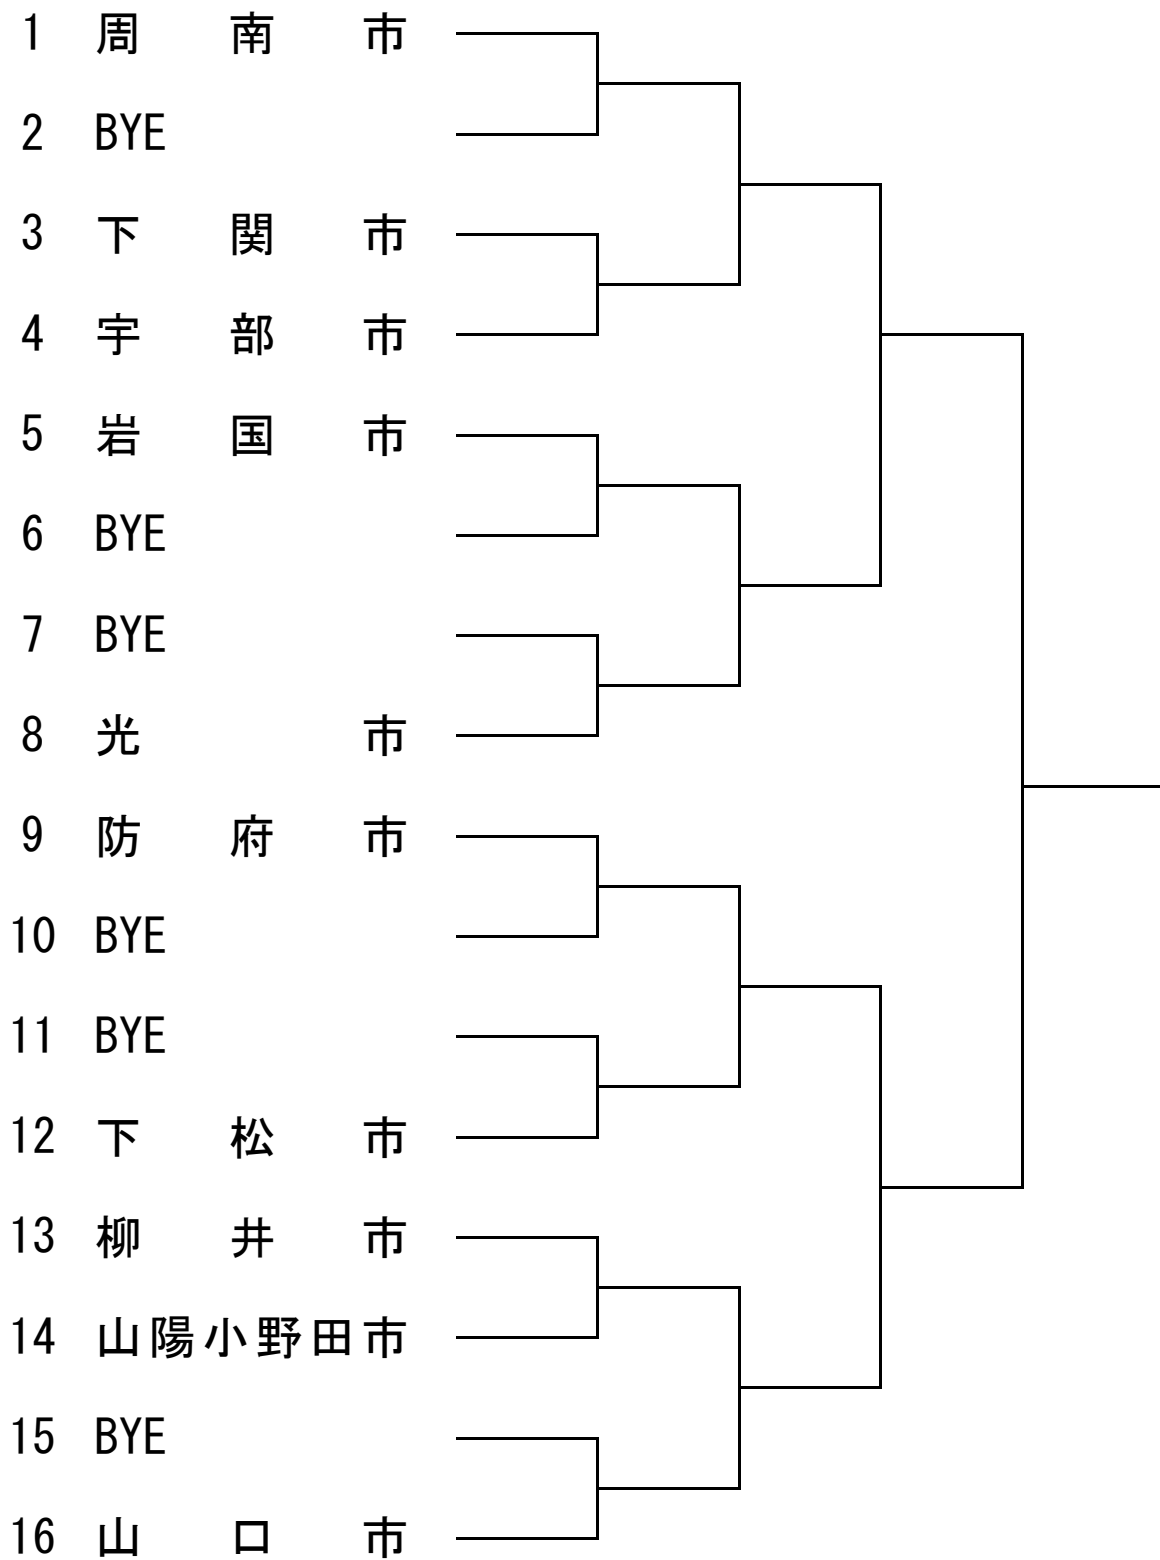 1 周南市
2 BYE
3 下関市
4 宇部市
5 岩国市
6 BYE
7 BYE
8 光市
9 防府市
10 BYE
11 BYE
12 下松市
13 柳井市
14 山陽小野田市
15 BYE
16 山口市